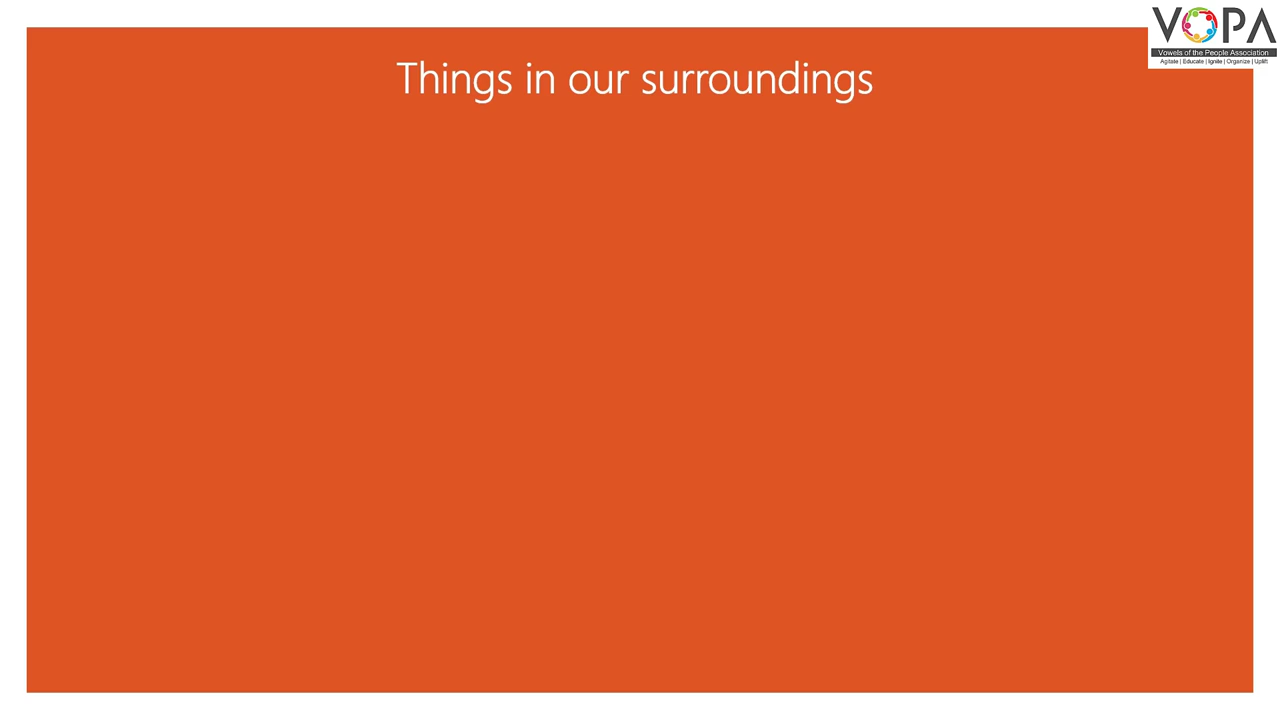 VOPA
Vowels of the People Association
Agitate | Educate | Ignite | Organize | Uplift
Things in our surroundings